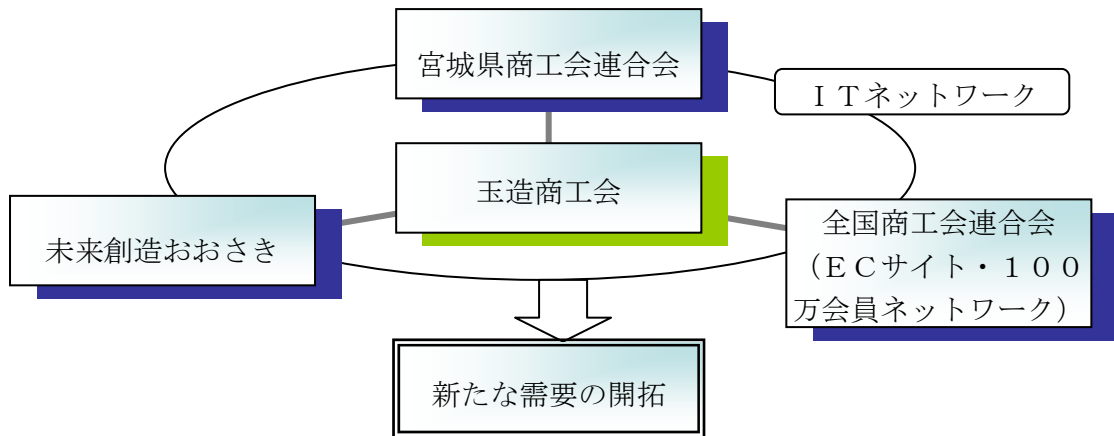 宮城県商工会連合会
ITネットワーク
玉造商工会
未来創造おおさき
全国商工会連合会
(ECサイト・100
万会員ネットワーク)
新たな需要の開拓